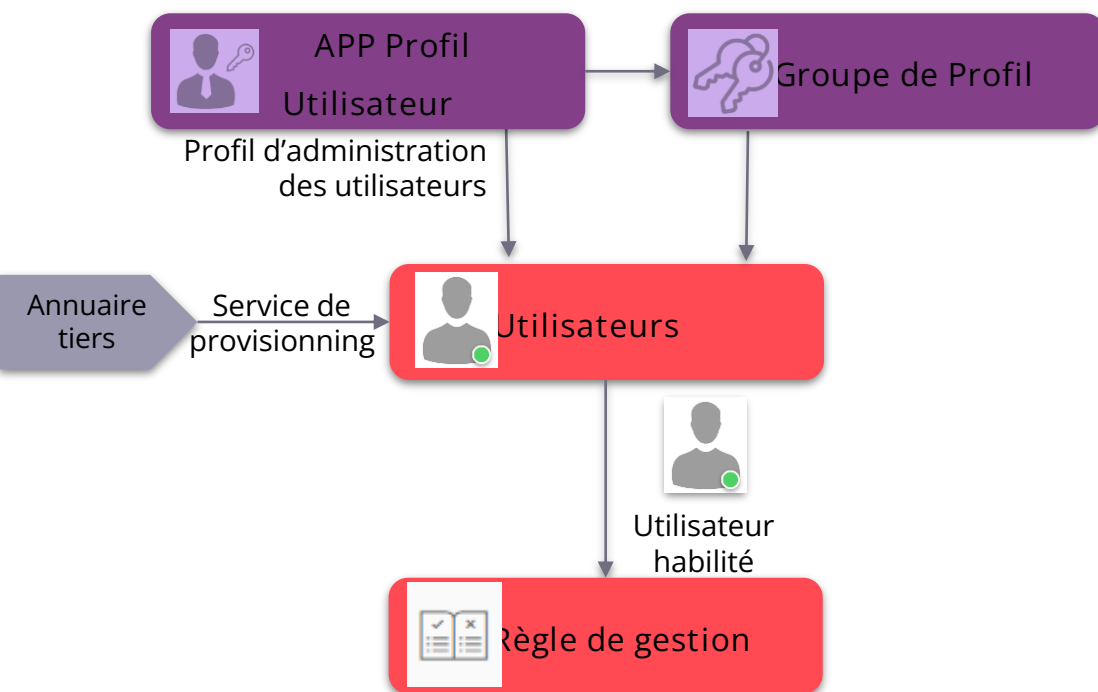 APP Profil
Utilisateur
Groupe de Profil
Profil d’administration
des utilisateurs
Annuaire
tiers
Service de
provisionning
Utilisateurs
Utilisateur
habilité
Règle de gestion